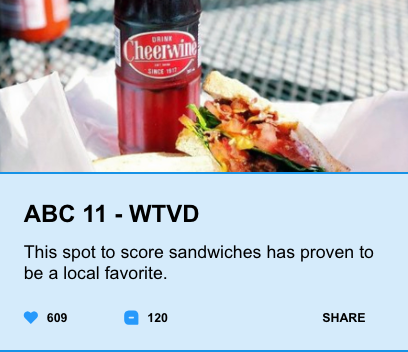 DRINK
Cheerwine
SINCE 1917
ABC 11 - WTVD
This spot to score sandwiches has proven to
be a local favorite.
609
120
SHARE